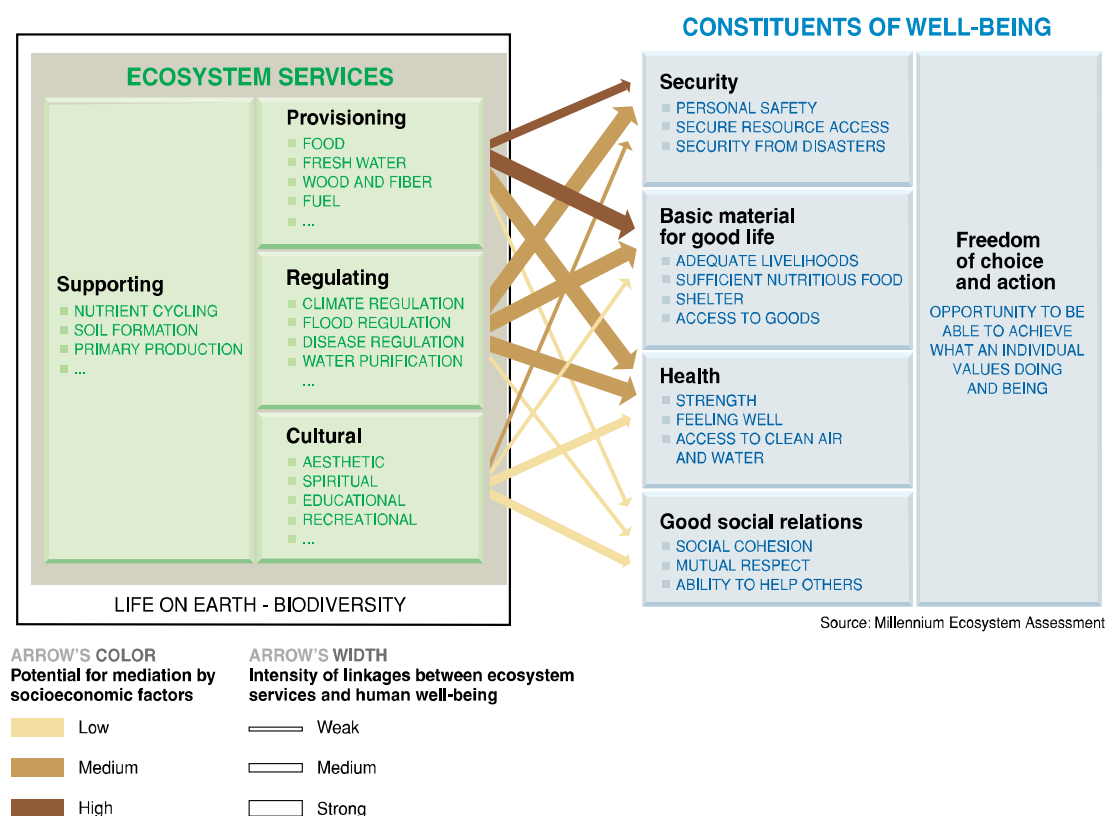 ECOSYSTEM SERVICES
Supporting
NUTRIENT CYCLING
SOIL FORMATION
PRIMARY PRODUCTION
...
Provisioning
FOOD
FRESH WATER
WOOD AND FIBER
FUEL
...
Regulating
CLIMATE REGULATION
FLOOD REGULATION
DISEASE REGULATION
WATER PURIFICATION
...
Cultural
AESTHETIC
SPIRITUAL
EDUCATIONAL
RECREATIONAL
...
LIFE ON EARTH - BIODIVERSITY
CONSTITUENTS OF WELL-BEING
Security
PERSONAL SAFETY
SECURE RESOURCE ACCESS
SECURITY FROM DISASTERS
Basic material
for good life
ADEQUATE LIVELIHOODS
SUFFICIENT NUTRITIOUS FOOD
SHELTER
ACCESS TO GOODS
Health
STRENGTH
FEELING WELL
ACCESS TO CLEAN AIR
AND WATER
Good social relations
SOCIAL COHESION
MUTUAL RESPECT
ABILITY TO HELP OTHERS
Freedom
of choice
and action
OPPORTUNITY TO BE
ABLE TO ACHIEVE
WHAT AN INDIVIDUAL
VALUES DOING
AND BEING
Source: Millennium Ecosystem Assessment
ARROW'S COLOR
Potential for mediation by
socioeconomic factors
Low
Medium
High
ARROW'S WIDTH
Intensity of linkages between ecosystem
services and human well-being
Weak
Medium
Strong